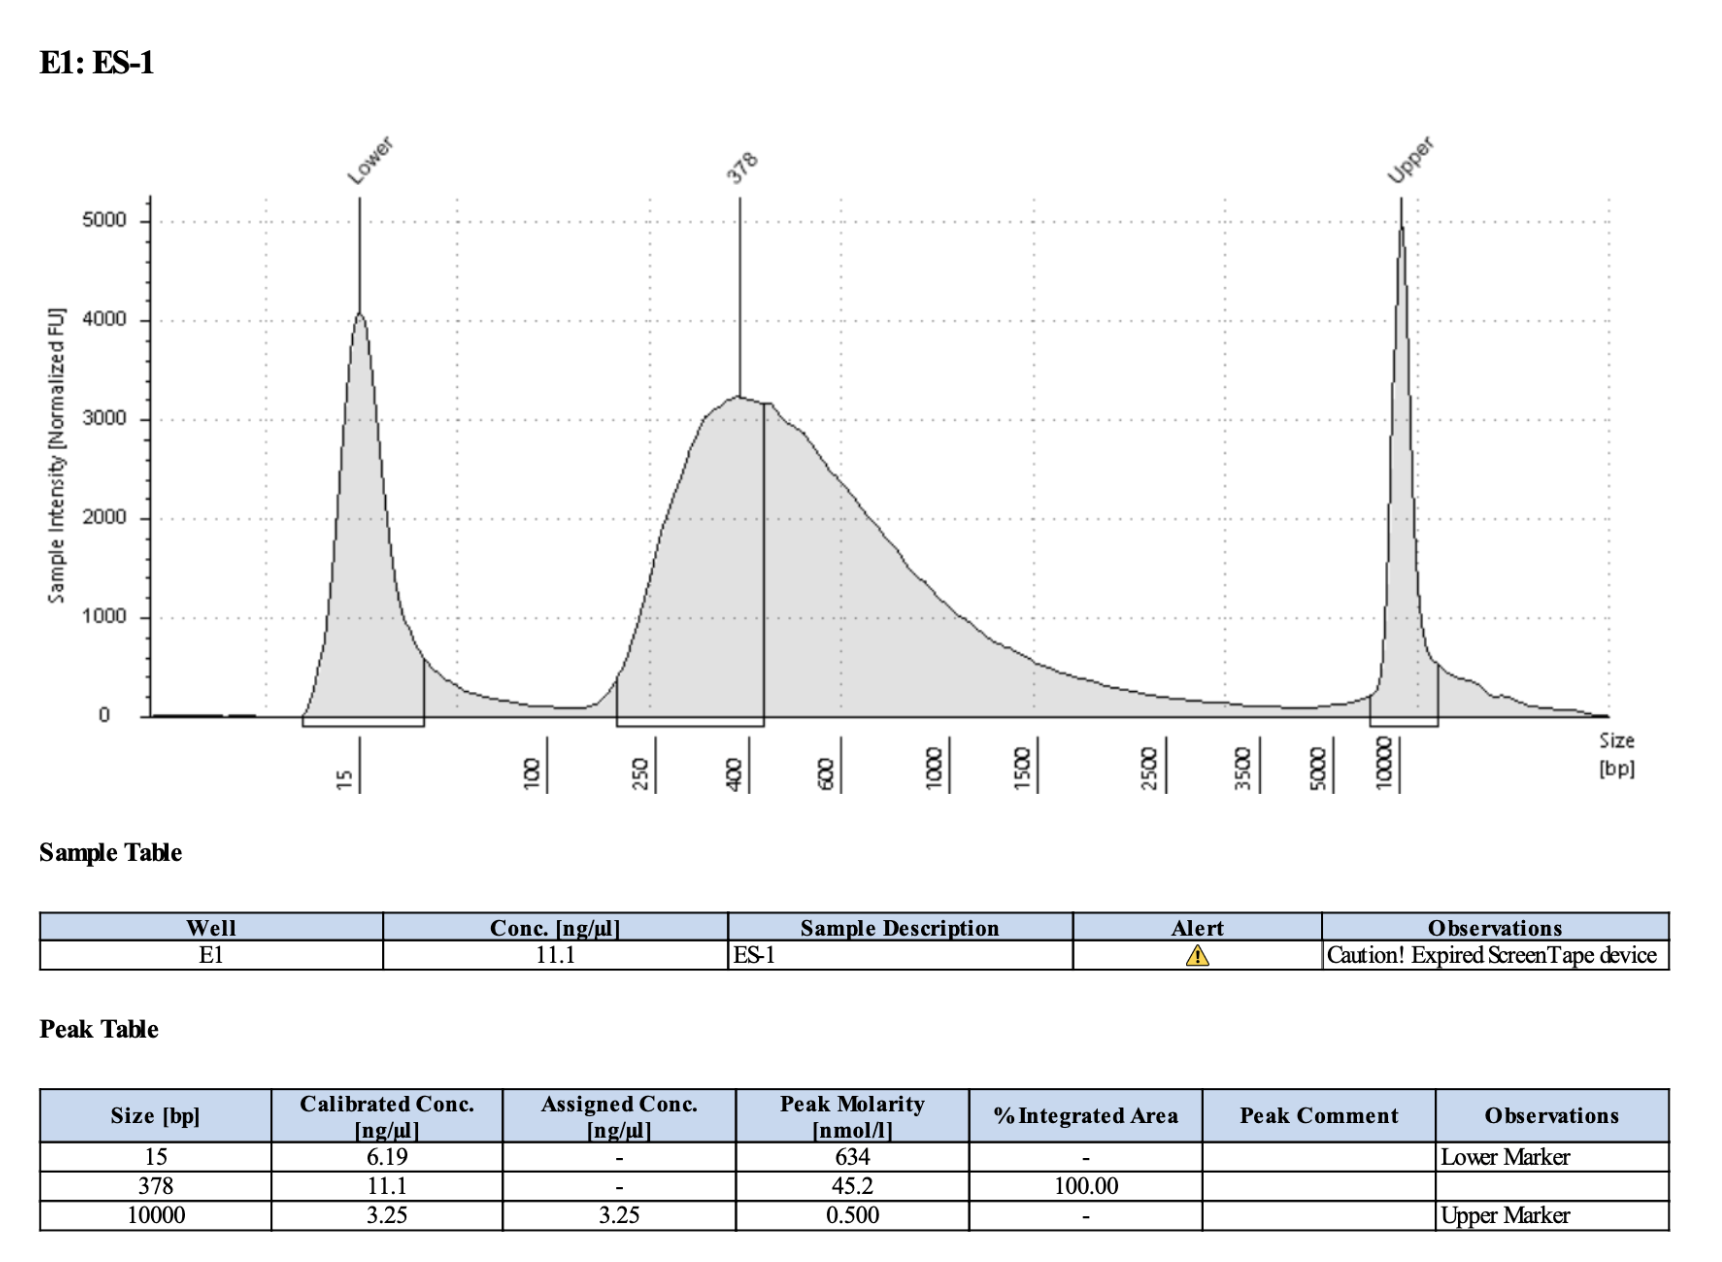 E1: ES-1
Lower
378
Upper
Sample Intensity [Normalized FU]
5000
4000
3000
2000
1000
0
15
100
250
400
600
1000
1500
2500
3500
5000
10000
Size
[bp]
Sample Table
Well Conc. [ng/µl] Sample Description Alert Observations
E1 11.1 ES-1 Caution! Expired ScreenTape device
Peak Table
Size [bp] Calibrated Conc. [ng/µl] Assigned Conc. [ng/µl] Peak Molarity [nmol/l] % Integrated Area Peak Comment Observations
15 6.19 - 634 - Lower Marker
378 11.1 - 45.2 100.00
10000 3.25 3.25 0.500 - Upper Marker